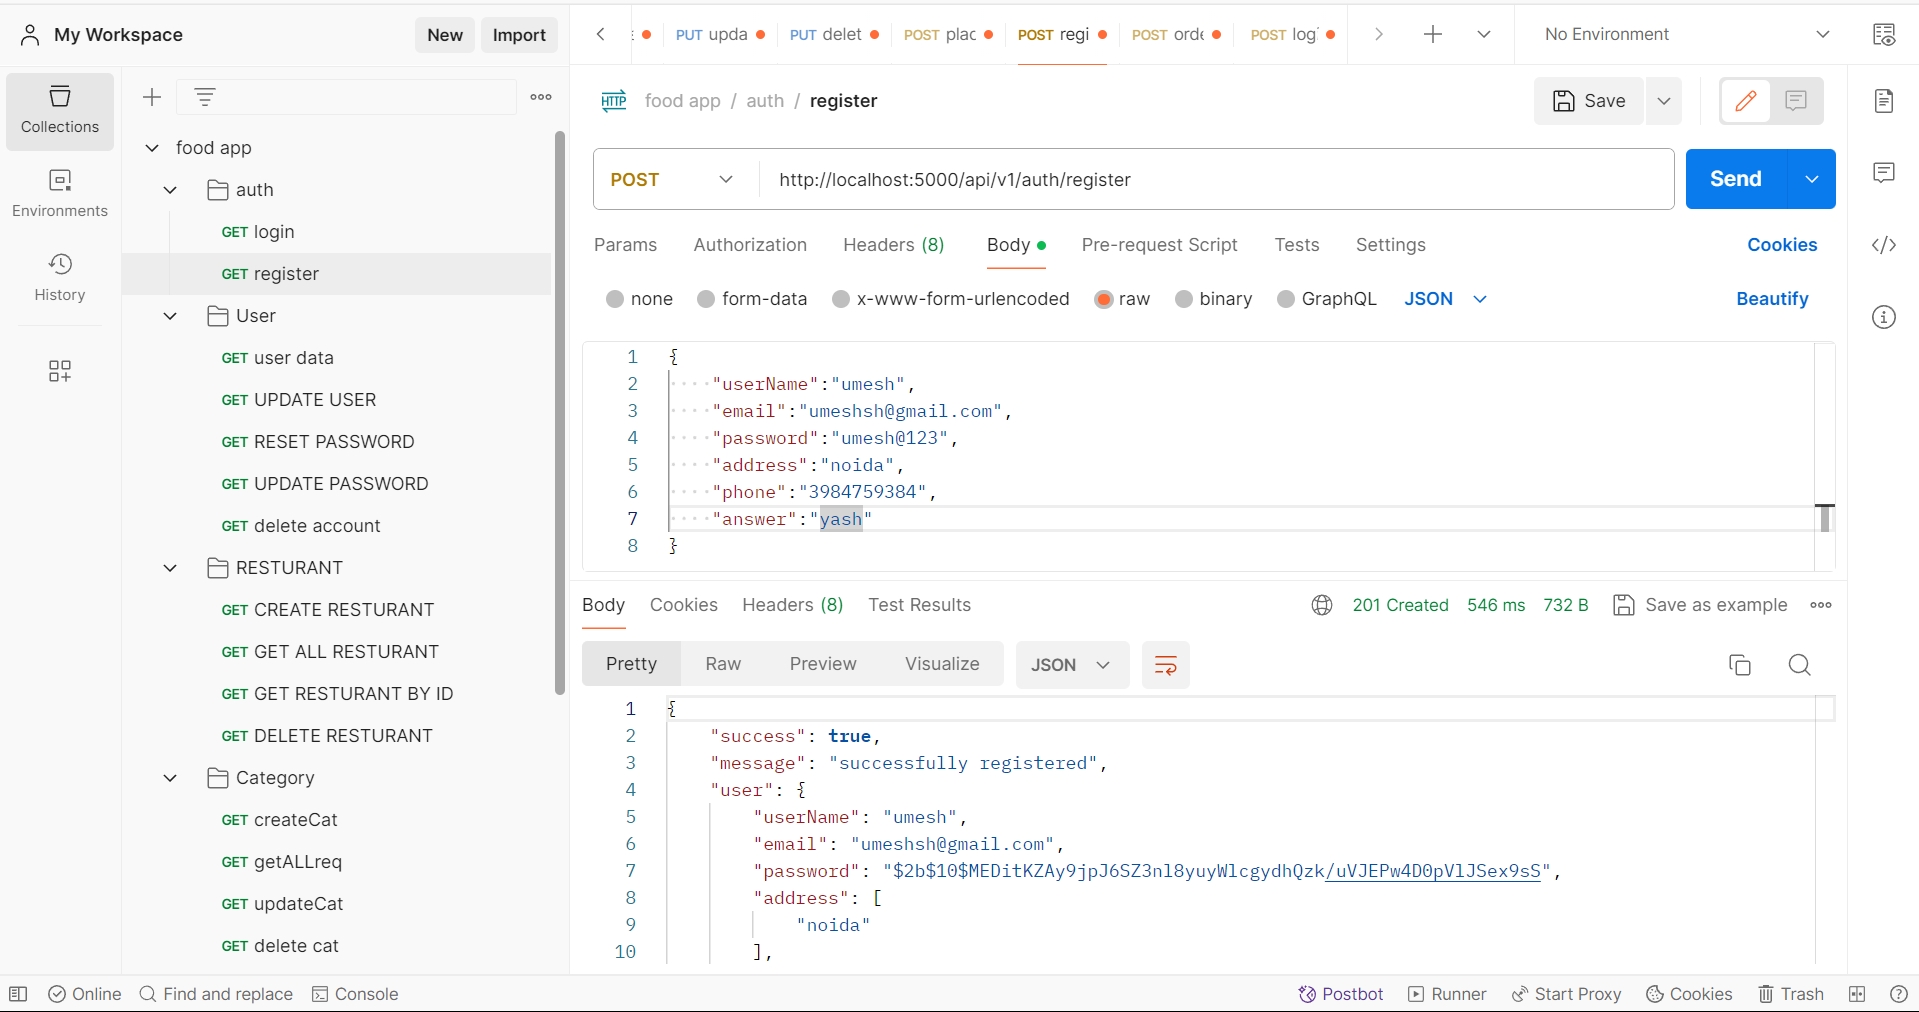 My Workspace
New
Import
PUT upda
PUT delet
POST plac
POST regi
POST orde
POST log
No Environment
Collections
Environments
History
food app
auth
GET login
GET register
User
GET user data
GET UPDATE USER
GET RESET PASSWORD
GET UPDATE PASSWORD
GET delete account
RESTURANT
GET CREATE RESTURANT
GET GET ALL RESTURANT
GET GET RESTURANT BY ID
GET DELETE RESTURANT
Category
GET createCat
GET getALLreq
GET updateCat
GET delete cat
HTTP food app / auth / register
Save
POST
http://localhost:5000/api/v1/auth/register
Send
Params Authorization Headers (8) Body Pre-request Script Tests Settings Cookies
none form-data x-www-form-urlencoded raw binary GraphQL JSON Beautify
1 {
2 "userName":"umesh",
3 "email":"umeshsh@gmail.com",
4 "password":"umesh@123",
5 "address":"noida",
6 "phone":"3984759384",
7 "answer":"yash"
8 }
Body Cookies Headers (8) Test Results 201 Created 546 ms 732 B Save as example
Pretty Raw Preview Visualize JSON
1 {
2 "success": true,
3 "message": "successfully registered",
4 "user": {
5 "userName": "umesh",
6 "email": "umeshsh@gmail.com",
7 "password": "$2b$10$MEDitKZAy9jpJ6SZ3nl8yuyWlcgydhQzk/uVJEPw4D0pVlJSex9sS",
8 "address": [
9 "noida"
10 ],
Online Find and replace Console Postbot Runner Start Proxy Cookies Trash